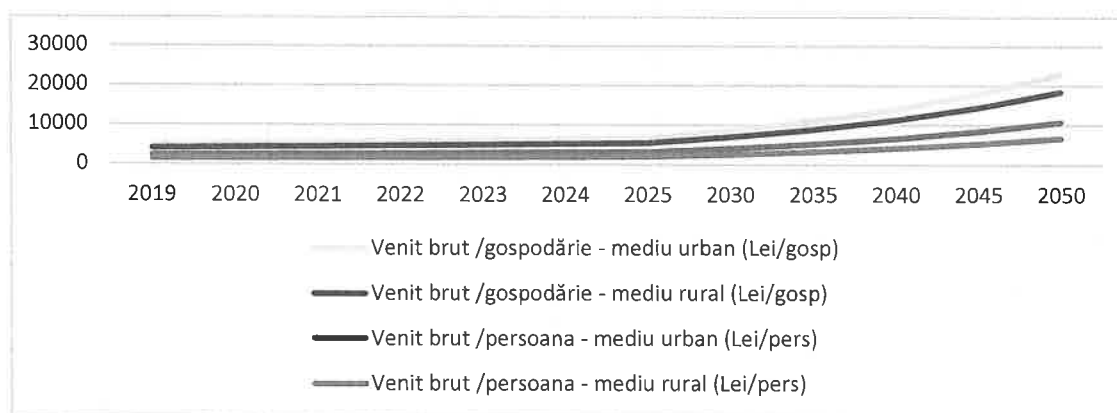 30000
20000
10000
0
2019 2020 2021 2022 2023 2024 2025 2030 2035 2040 2045 2050
Venit brut /gospodărie - mediu urban (Lei/gosp)
Venit brut /gospodărie - mediu rural (Lei/gosp)
Venit brut /persoana - mediu urban (Lei/pers)
Venit brut /persoana - mediu rural (Lei/pers)